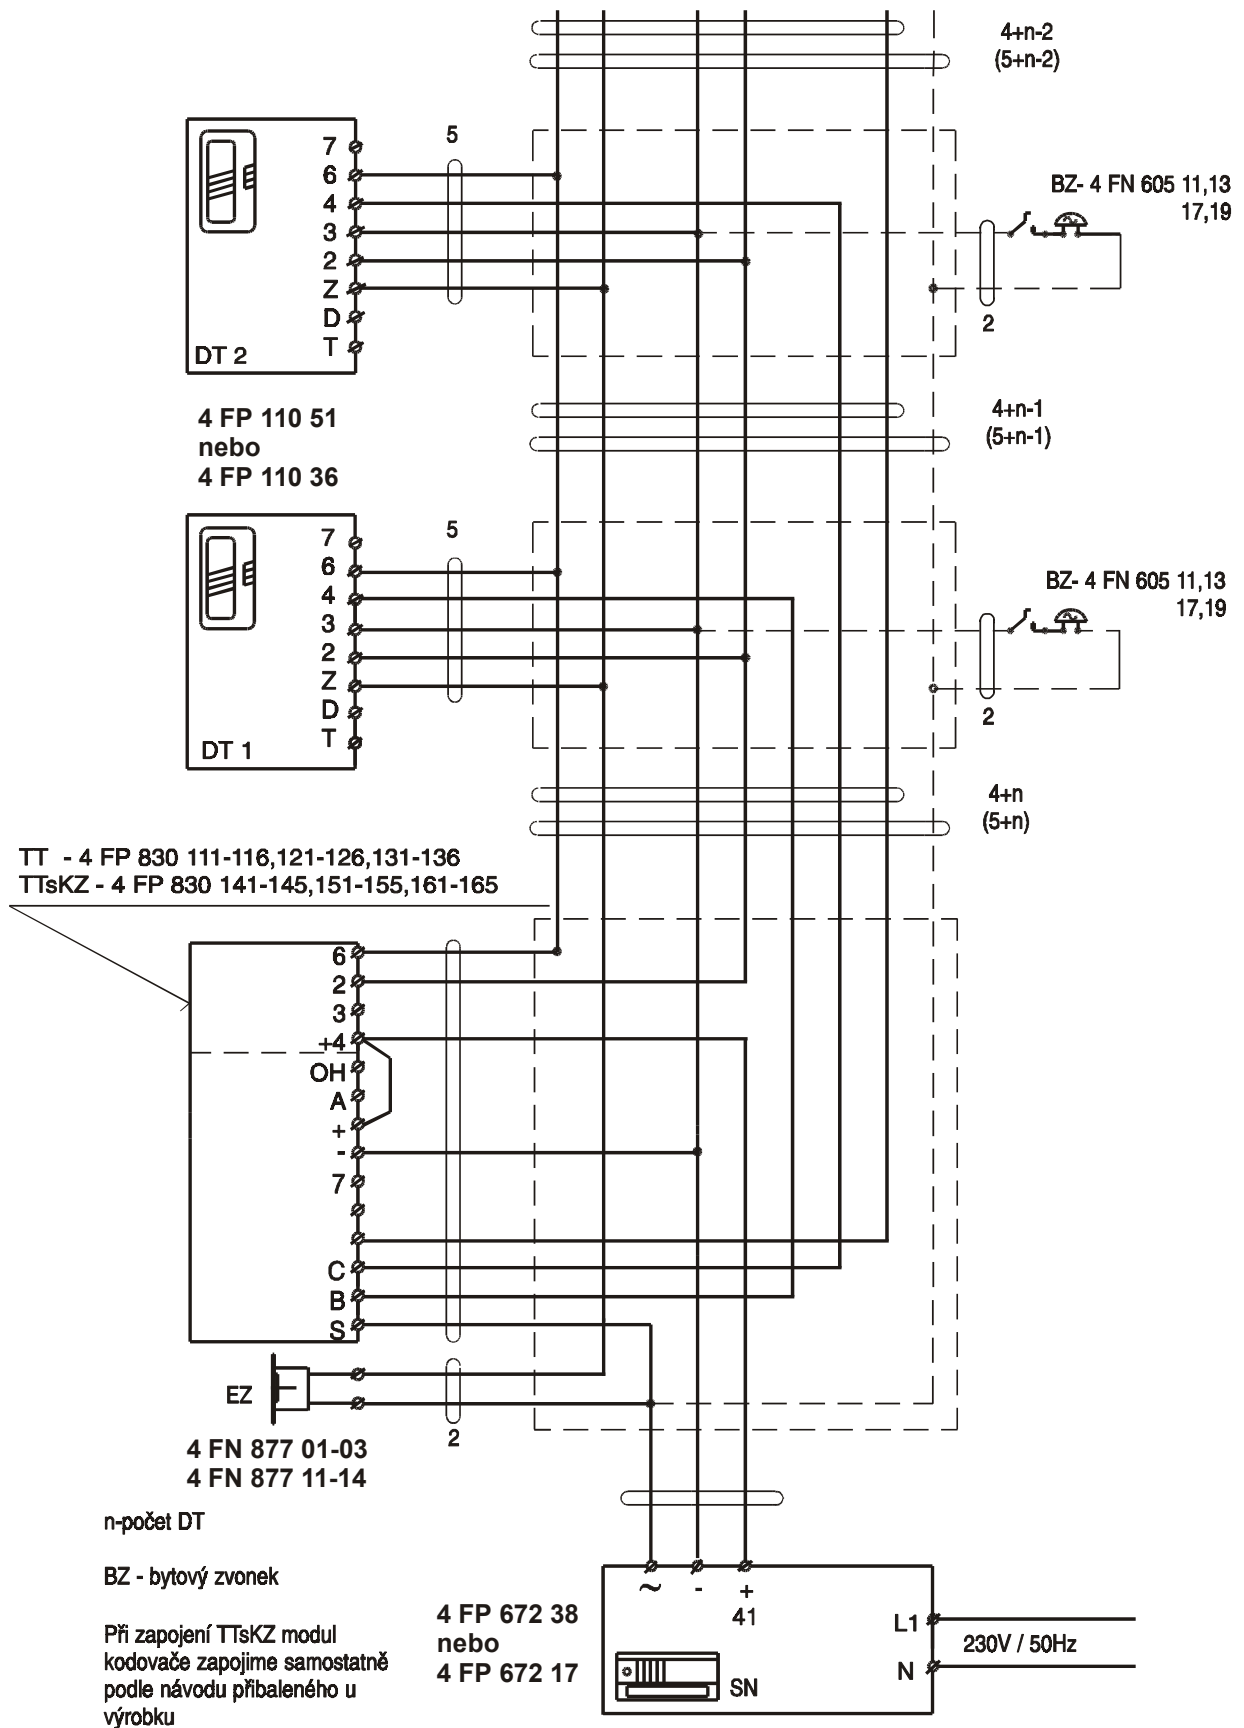 4+n-2
(5+n-2)
5
7
6
4
3
2
Z
D
T
DT 2
BZ- 4 FN 605 11,13
17,19
2
4 FP 110 51
nebo
4 FP 110 36
4+n-1
(5+n-1)
5
7
6
4
3
2
Z
D
T
DT 1
BZ- 4 FN 605 11,13
17,19
2
4+n
(5+n)
TT - 4 FP 830 111-116,121-126,131-136
TTsKZ - 4 FP 830 141-145,151-155,161-165
6
2
3
+4
OH
A
+
-
7
C
B
S
EZ
2
4 FN 877 01-03
4 FN 877 11-14
n-počet DT
BZ - bytový zvonek
Při zapojení TTsKZ modul
kodovače zapojime samostatně
podle návodu přibaleného u
výrobku
4 FP 672 38
nebo
4 FP 672 17
~ - +
41
L1
230V / 50Hz
N
SN